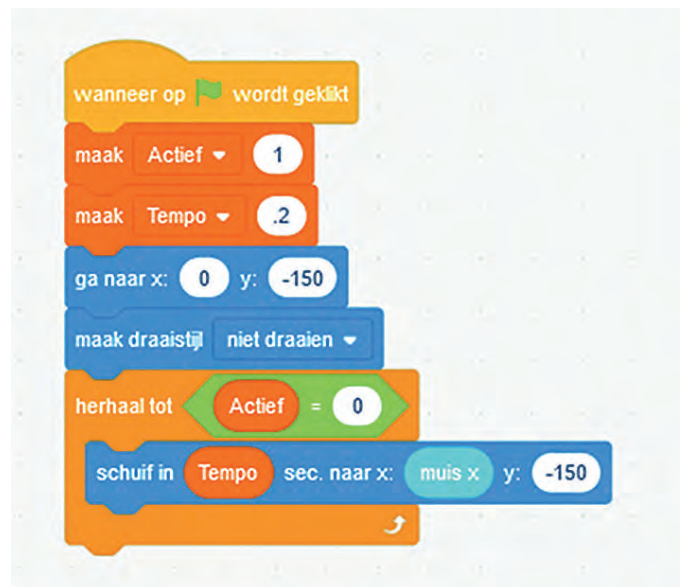 wanneer op wordt geklikt
maak Actief 1
maak Tempo .2
ga naar x: 0 y: -150
maak draaistijl niet draaien
herhaal tot Actief = 0
schuif in Tempo sec. naar x: muis x y: -150